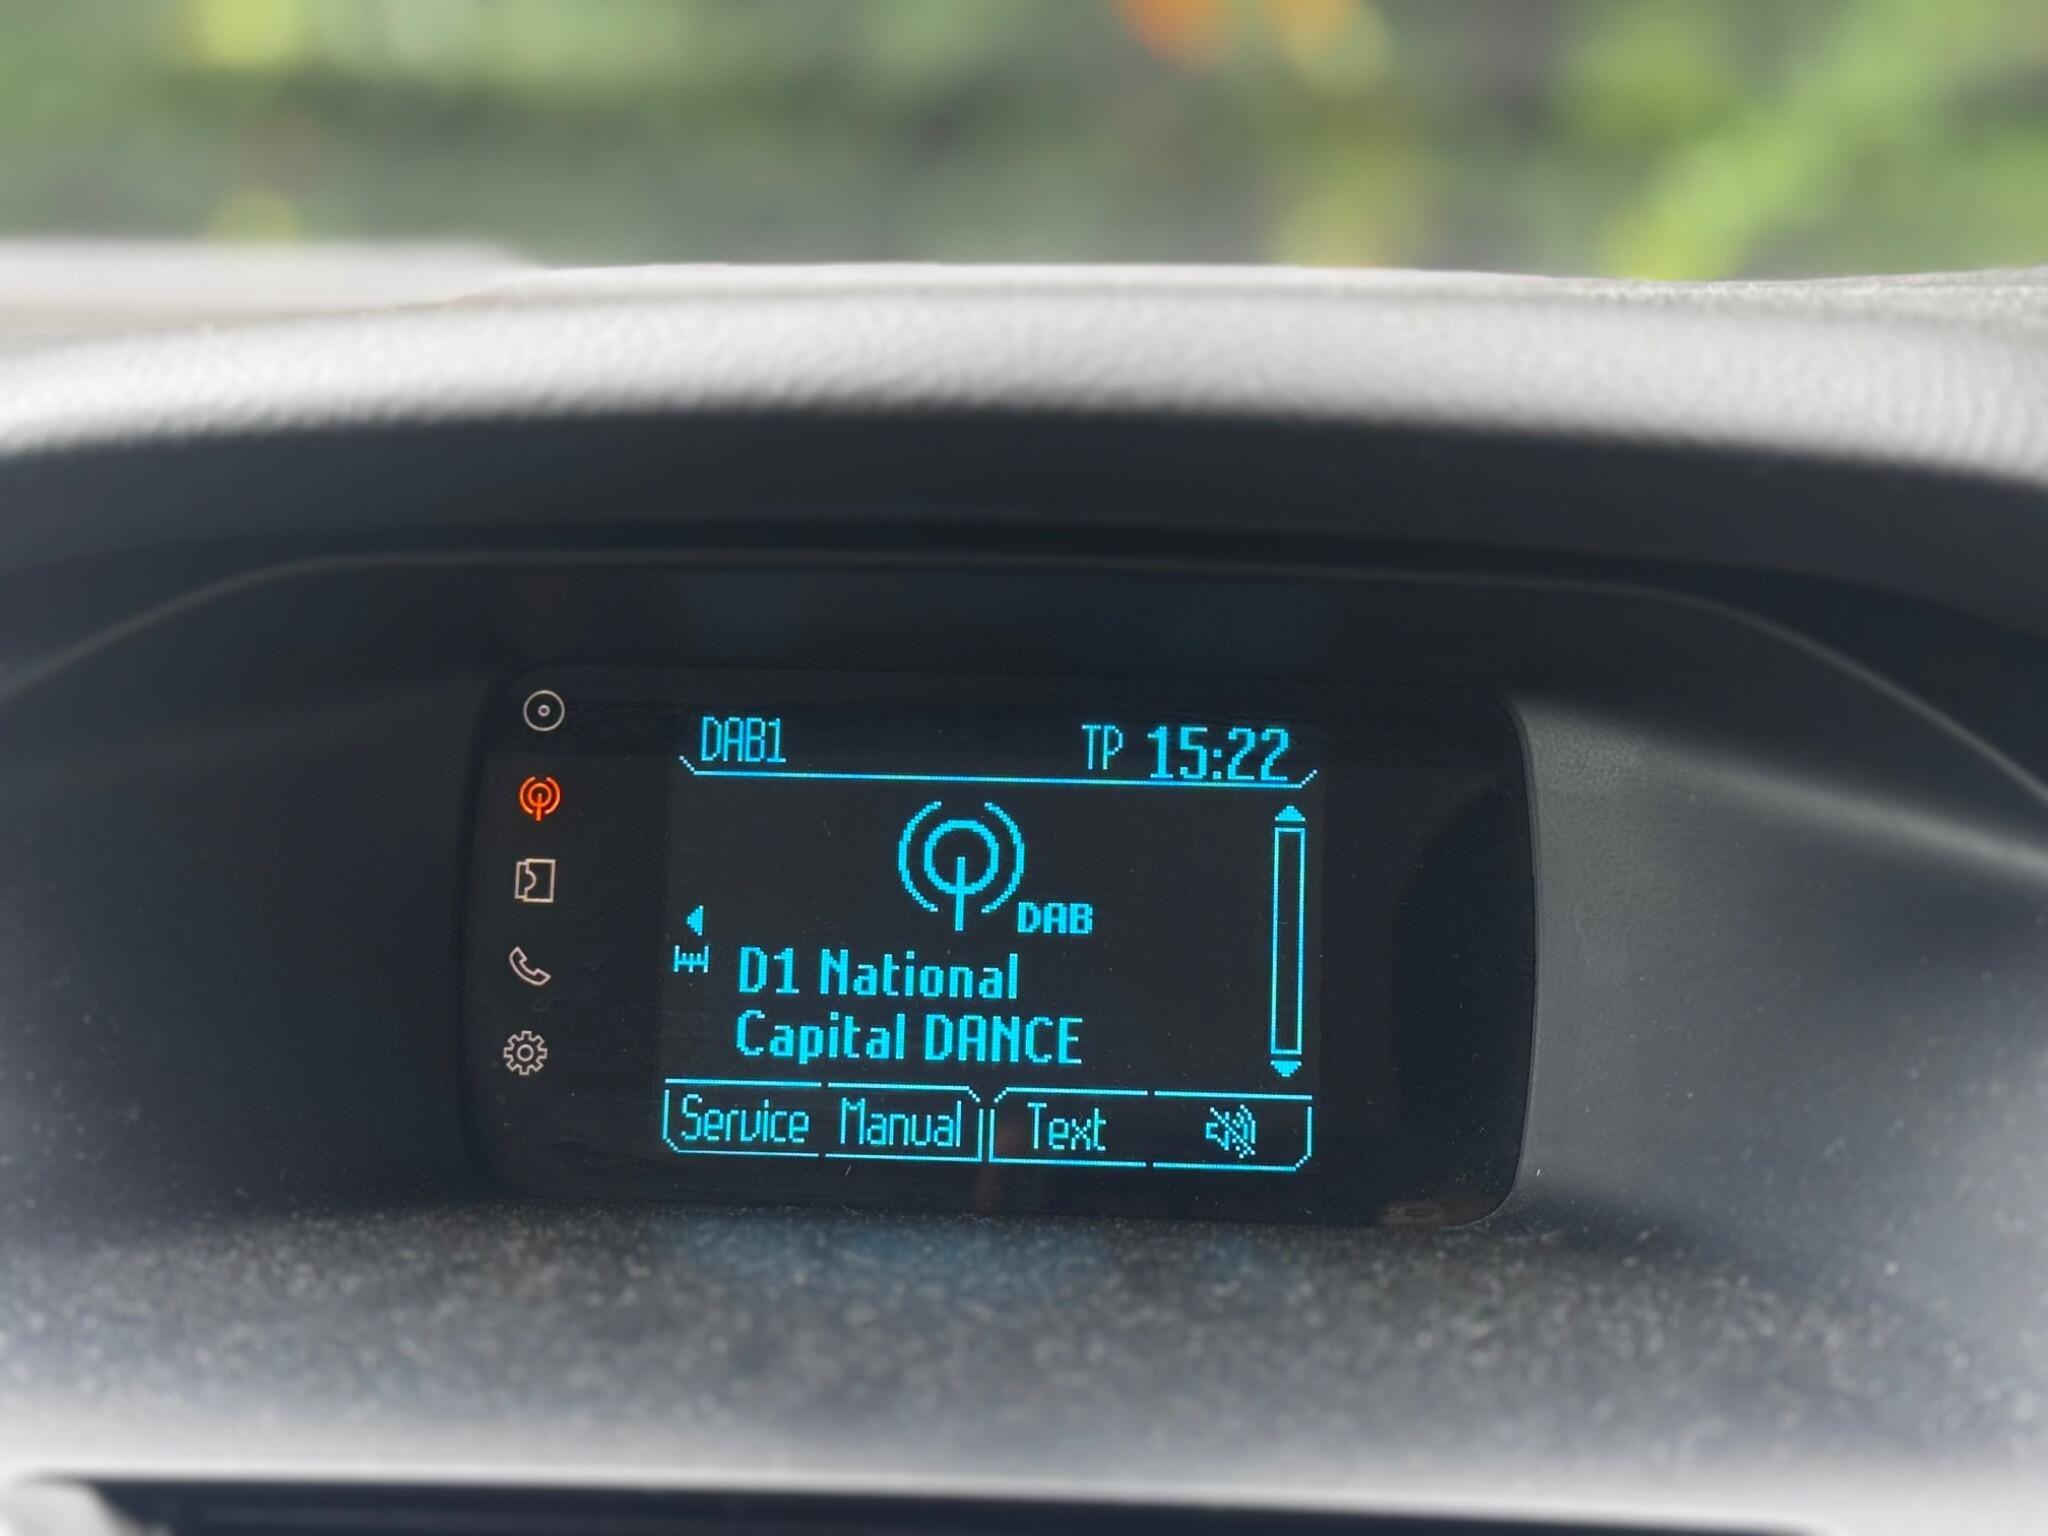 DAB1 TP 15:22
DAB
D1 National
Capital DANCE
Service Manual Text